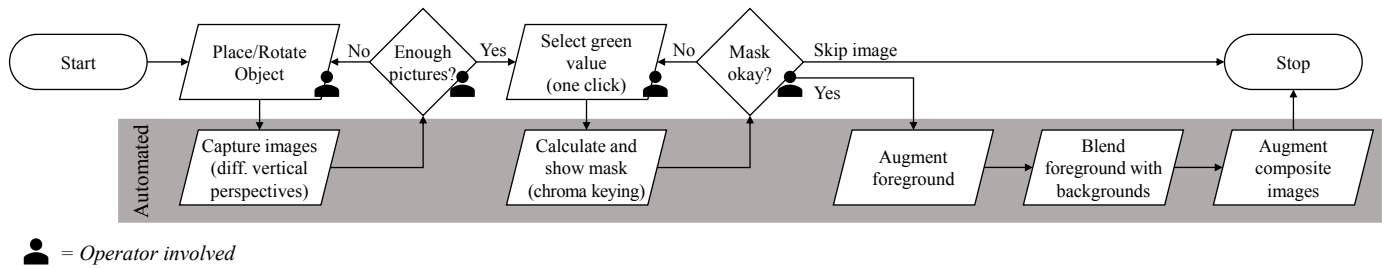 Start
Place/Rotate
Object
No
Enough
pictures?
Yes
Select green
value
(one click)
No
Mask
okay?
Skip image
Yes
Stop
Automated
Capture images
(diff. vertical
perspectives)
Calculate and
show mask
(chroma keying)
Augment
foreground
Blend
foreground with
backgrounds
Augment
composite
images
= Operator involved